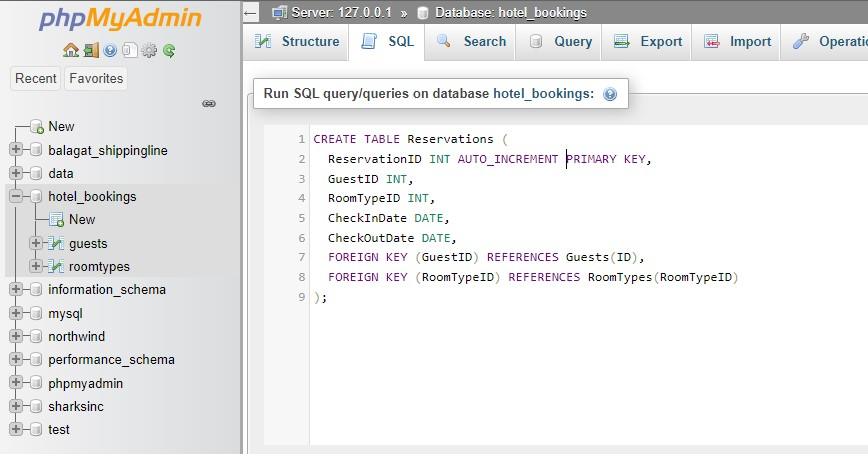 phpMyAdmin
Recent Favorites
New
balagat_shippingline
data
hotel_bookings
New
guests
roomtypes
information_schema
mysql
northwind
performance_schema
phpmyadmin
sharksinc
test
Server: 127.0.0.1 » Database: hotel_bookings
Structure SQL Search Query Export Import Operati
Run SQL query/queries on database hotel_bookings:
1 CREATE TABLE Reservations (
2 ReservationID INT AUTO_INCREMENT PRIMARY KEY,
3 GuestID INT,
4 RoomTypeID INT,
5 CheckInDate DATE,
6 CheckOutDate DATE,
7 FOREIGN KEY (GuestID) REFERENCES Guests(ID),
8 FOREIGN KEY (RoomTypeID) REFERENCES RoomTypes(RoomTypeID)
9 );